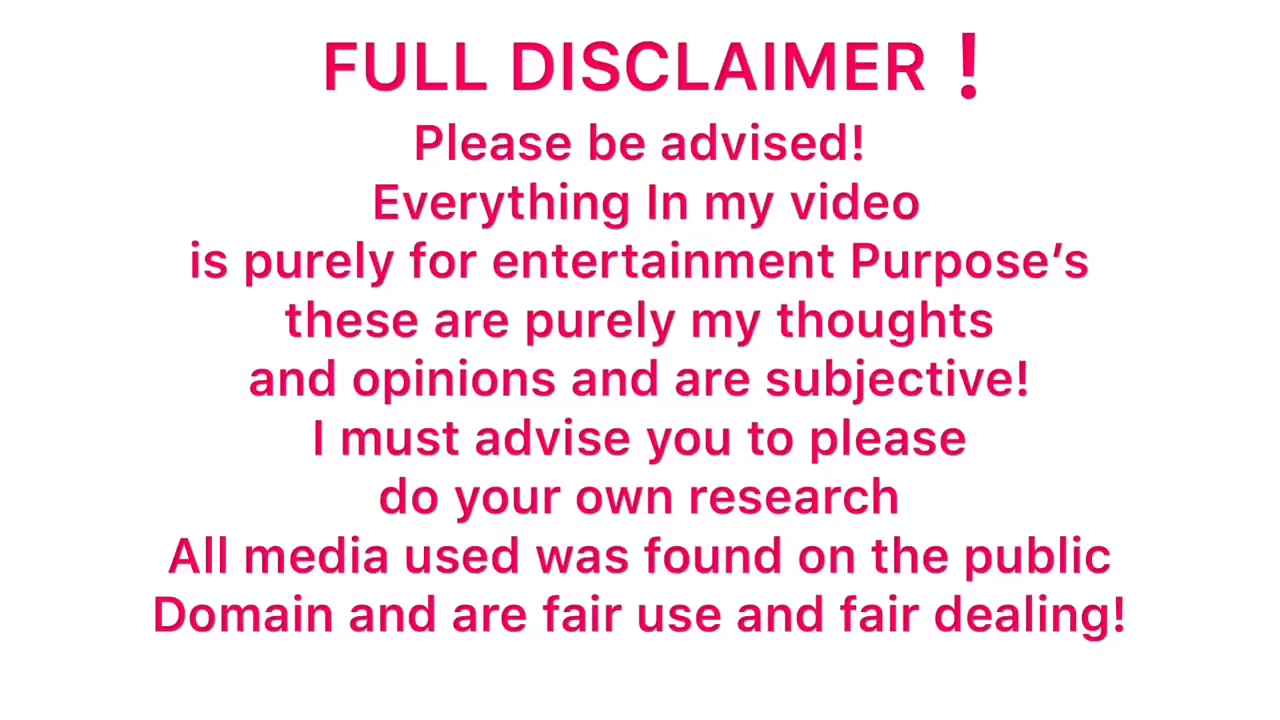 FULL DISCLAIMER❗
Please be advised!
Everything In my video
is purely for entertainment Purpose’s
these are purely my thoughts
and opinions and are subjective!
I must advise you to please
do your own research
All media used was found on the public
Domain and are fair use and fair dealing!